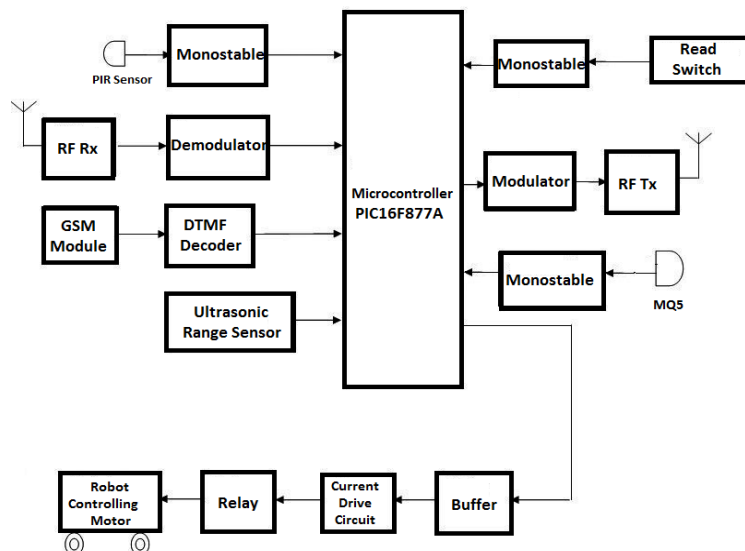 Monostable
PIR Sensor
RF Rx
Demodulator
GSM
Module
DTMF
Decoder
Ultrasonic
Range Sensor
Microcontroller
PIC16F877A
Monostable
Read
Switch
Modulator
RF Tx
Monostable
MQ5
Robot
Controlling
Motor
Relay
Current
Drive
Circuit
Buffer